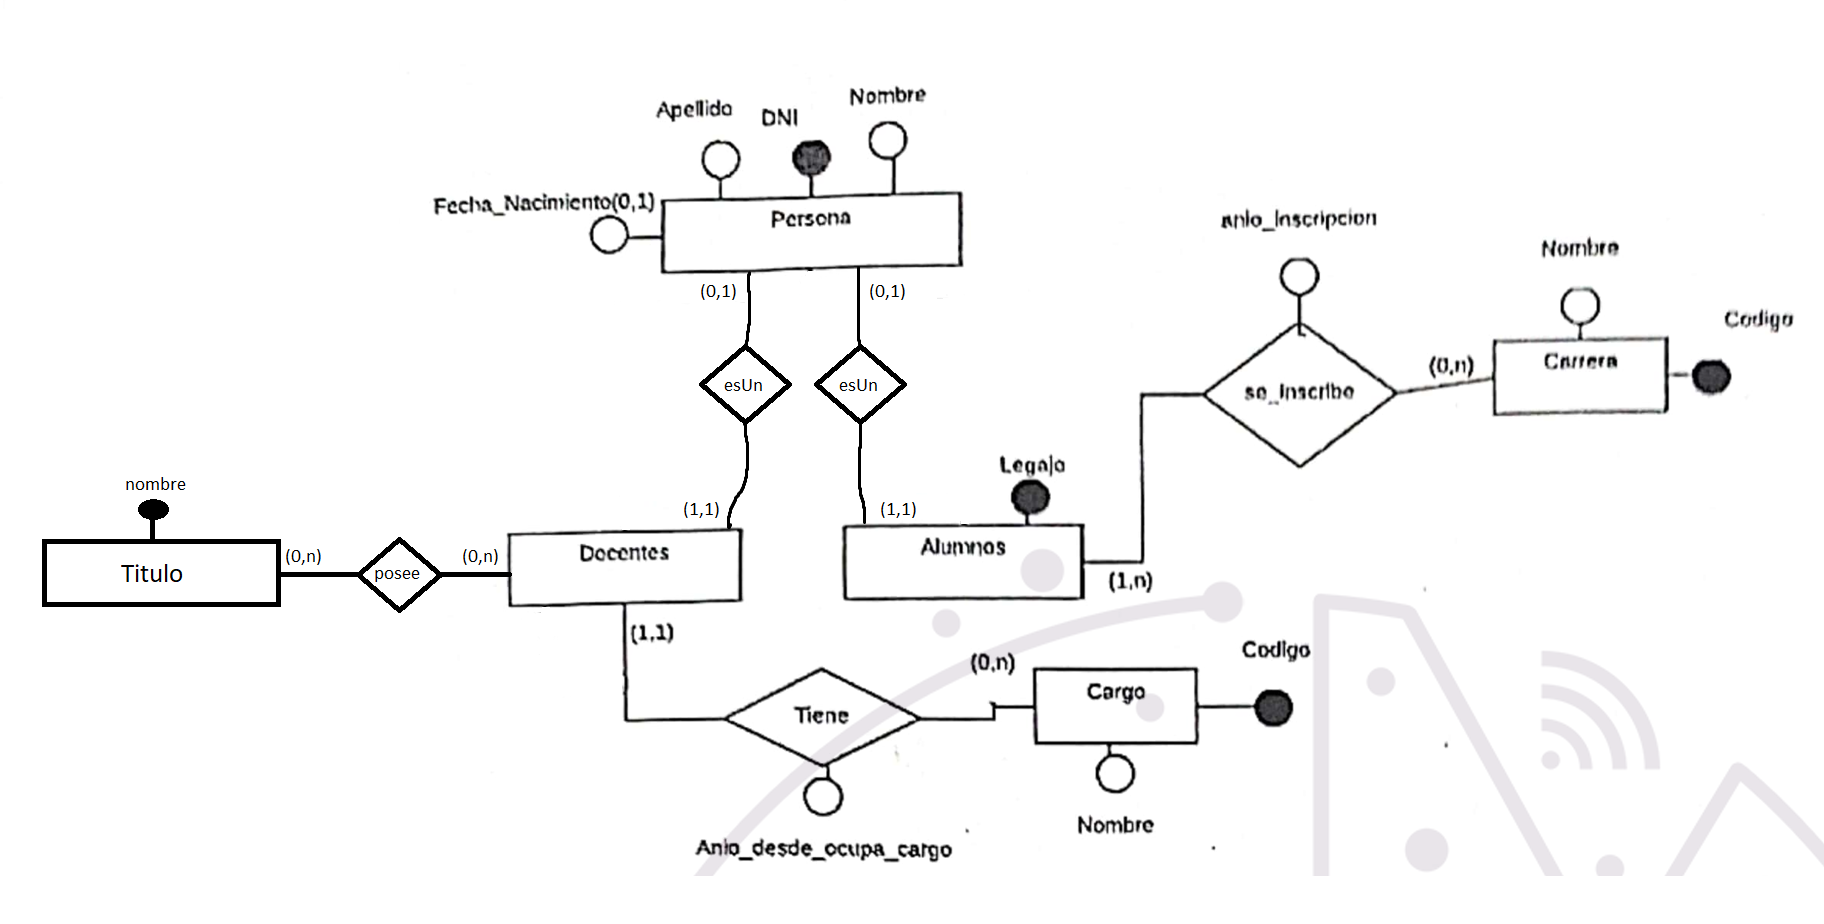 Apellido
DNI
Nombre
Fecha_Nacimiento(0,1)
Persona
(0,1)
(0,1)
esUn
esUn
(1,1)
(1,1)
anio_Inscripcion
Nombre
Codigo
Carrera
(0,n)
se_Inscribe
Legajo
Alumnos
(1,n)
nombre
Titulo
(0,n)
posee
(0,n)
Docentes
(1,1)
Tiene
(0,n)
Cargo
Codigo
Nombre
Anio_desde_ocupa_cargo